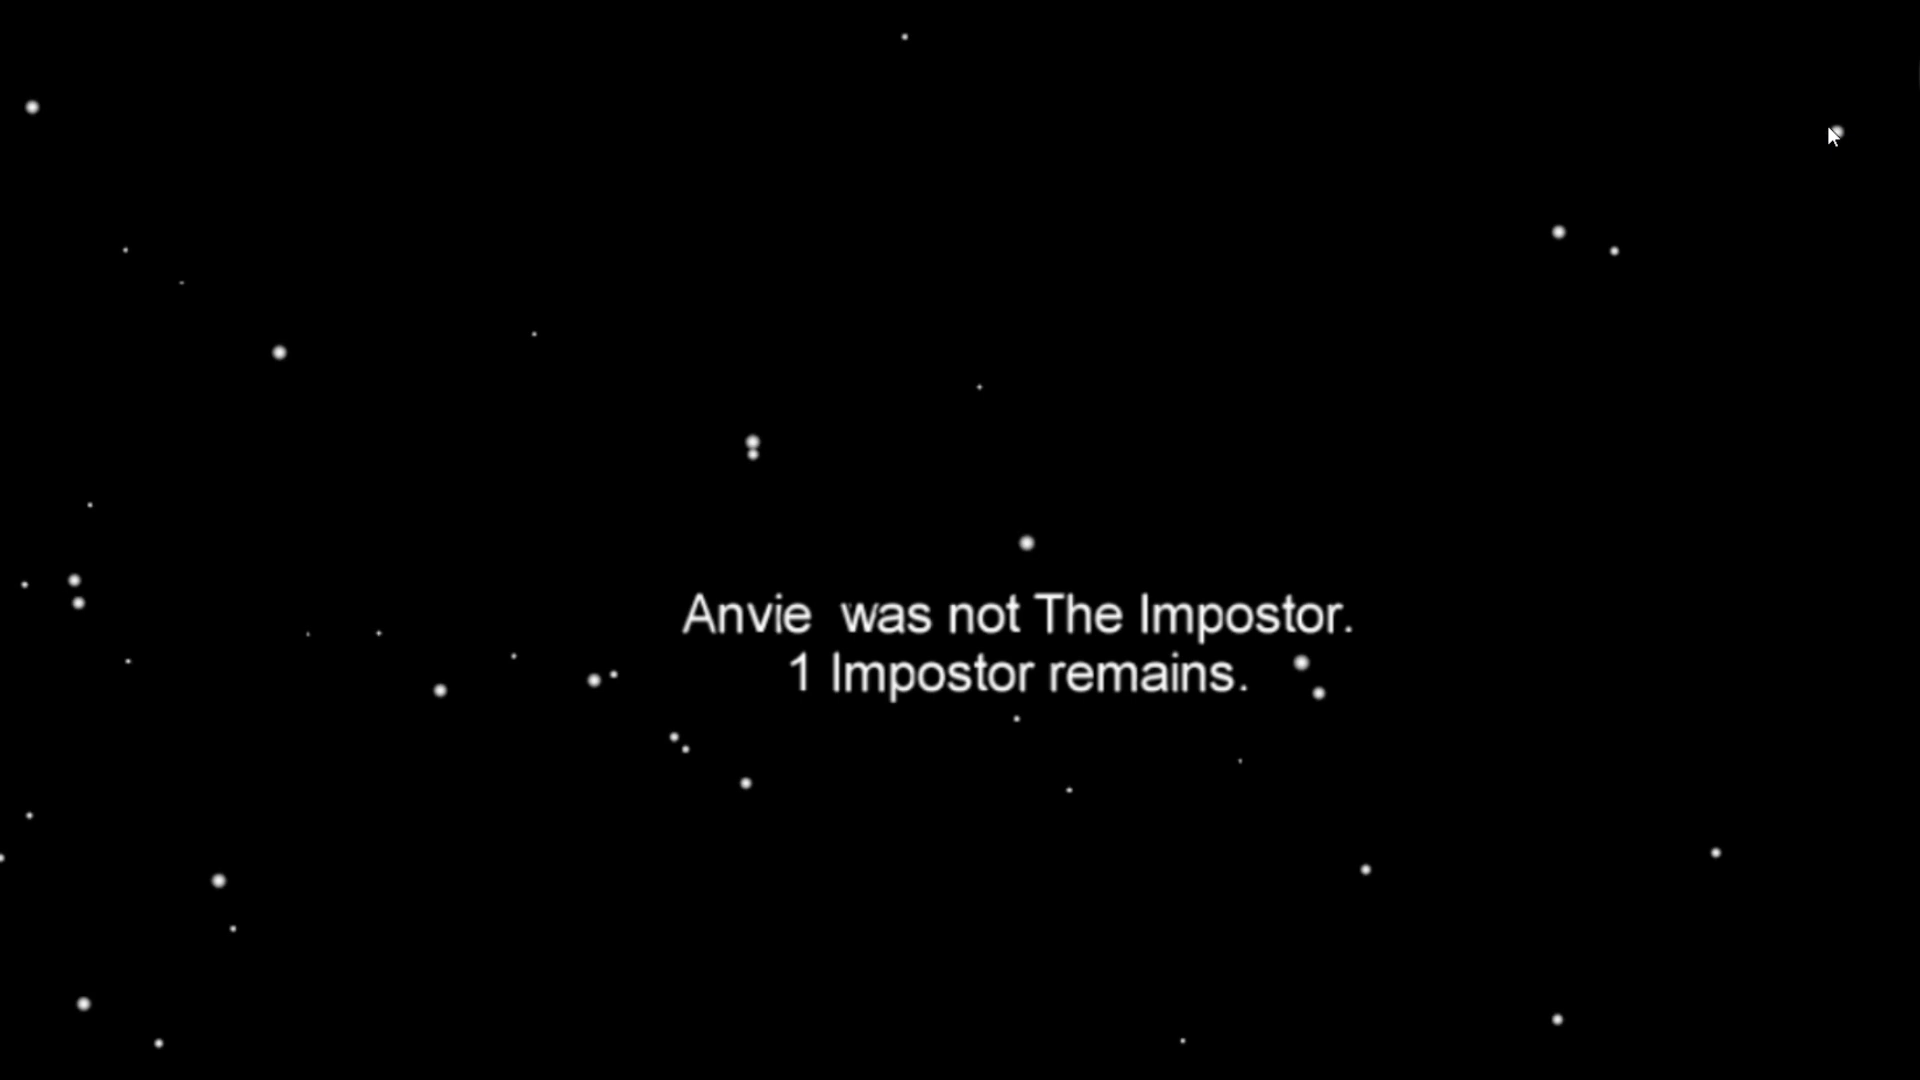 Anvie  was not The Impostor.
1 Impostor remains.